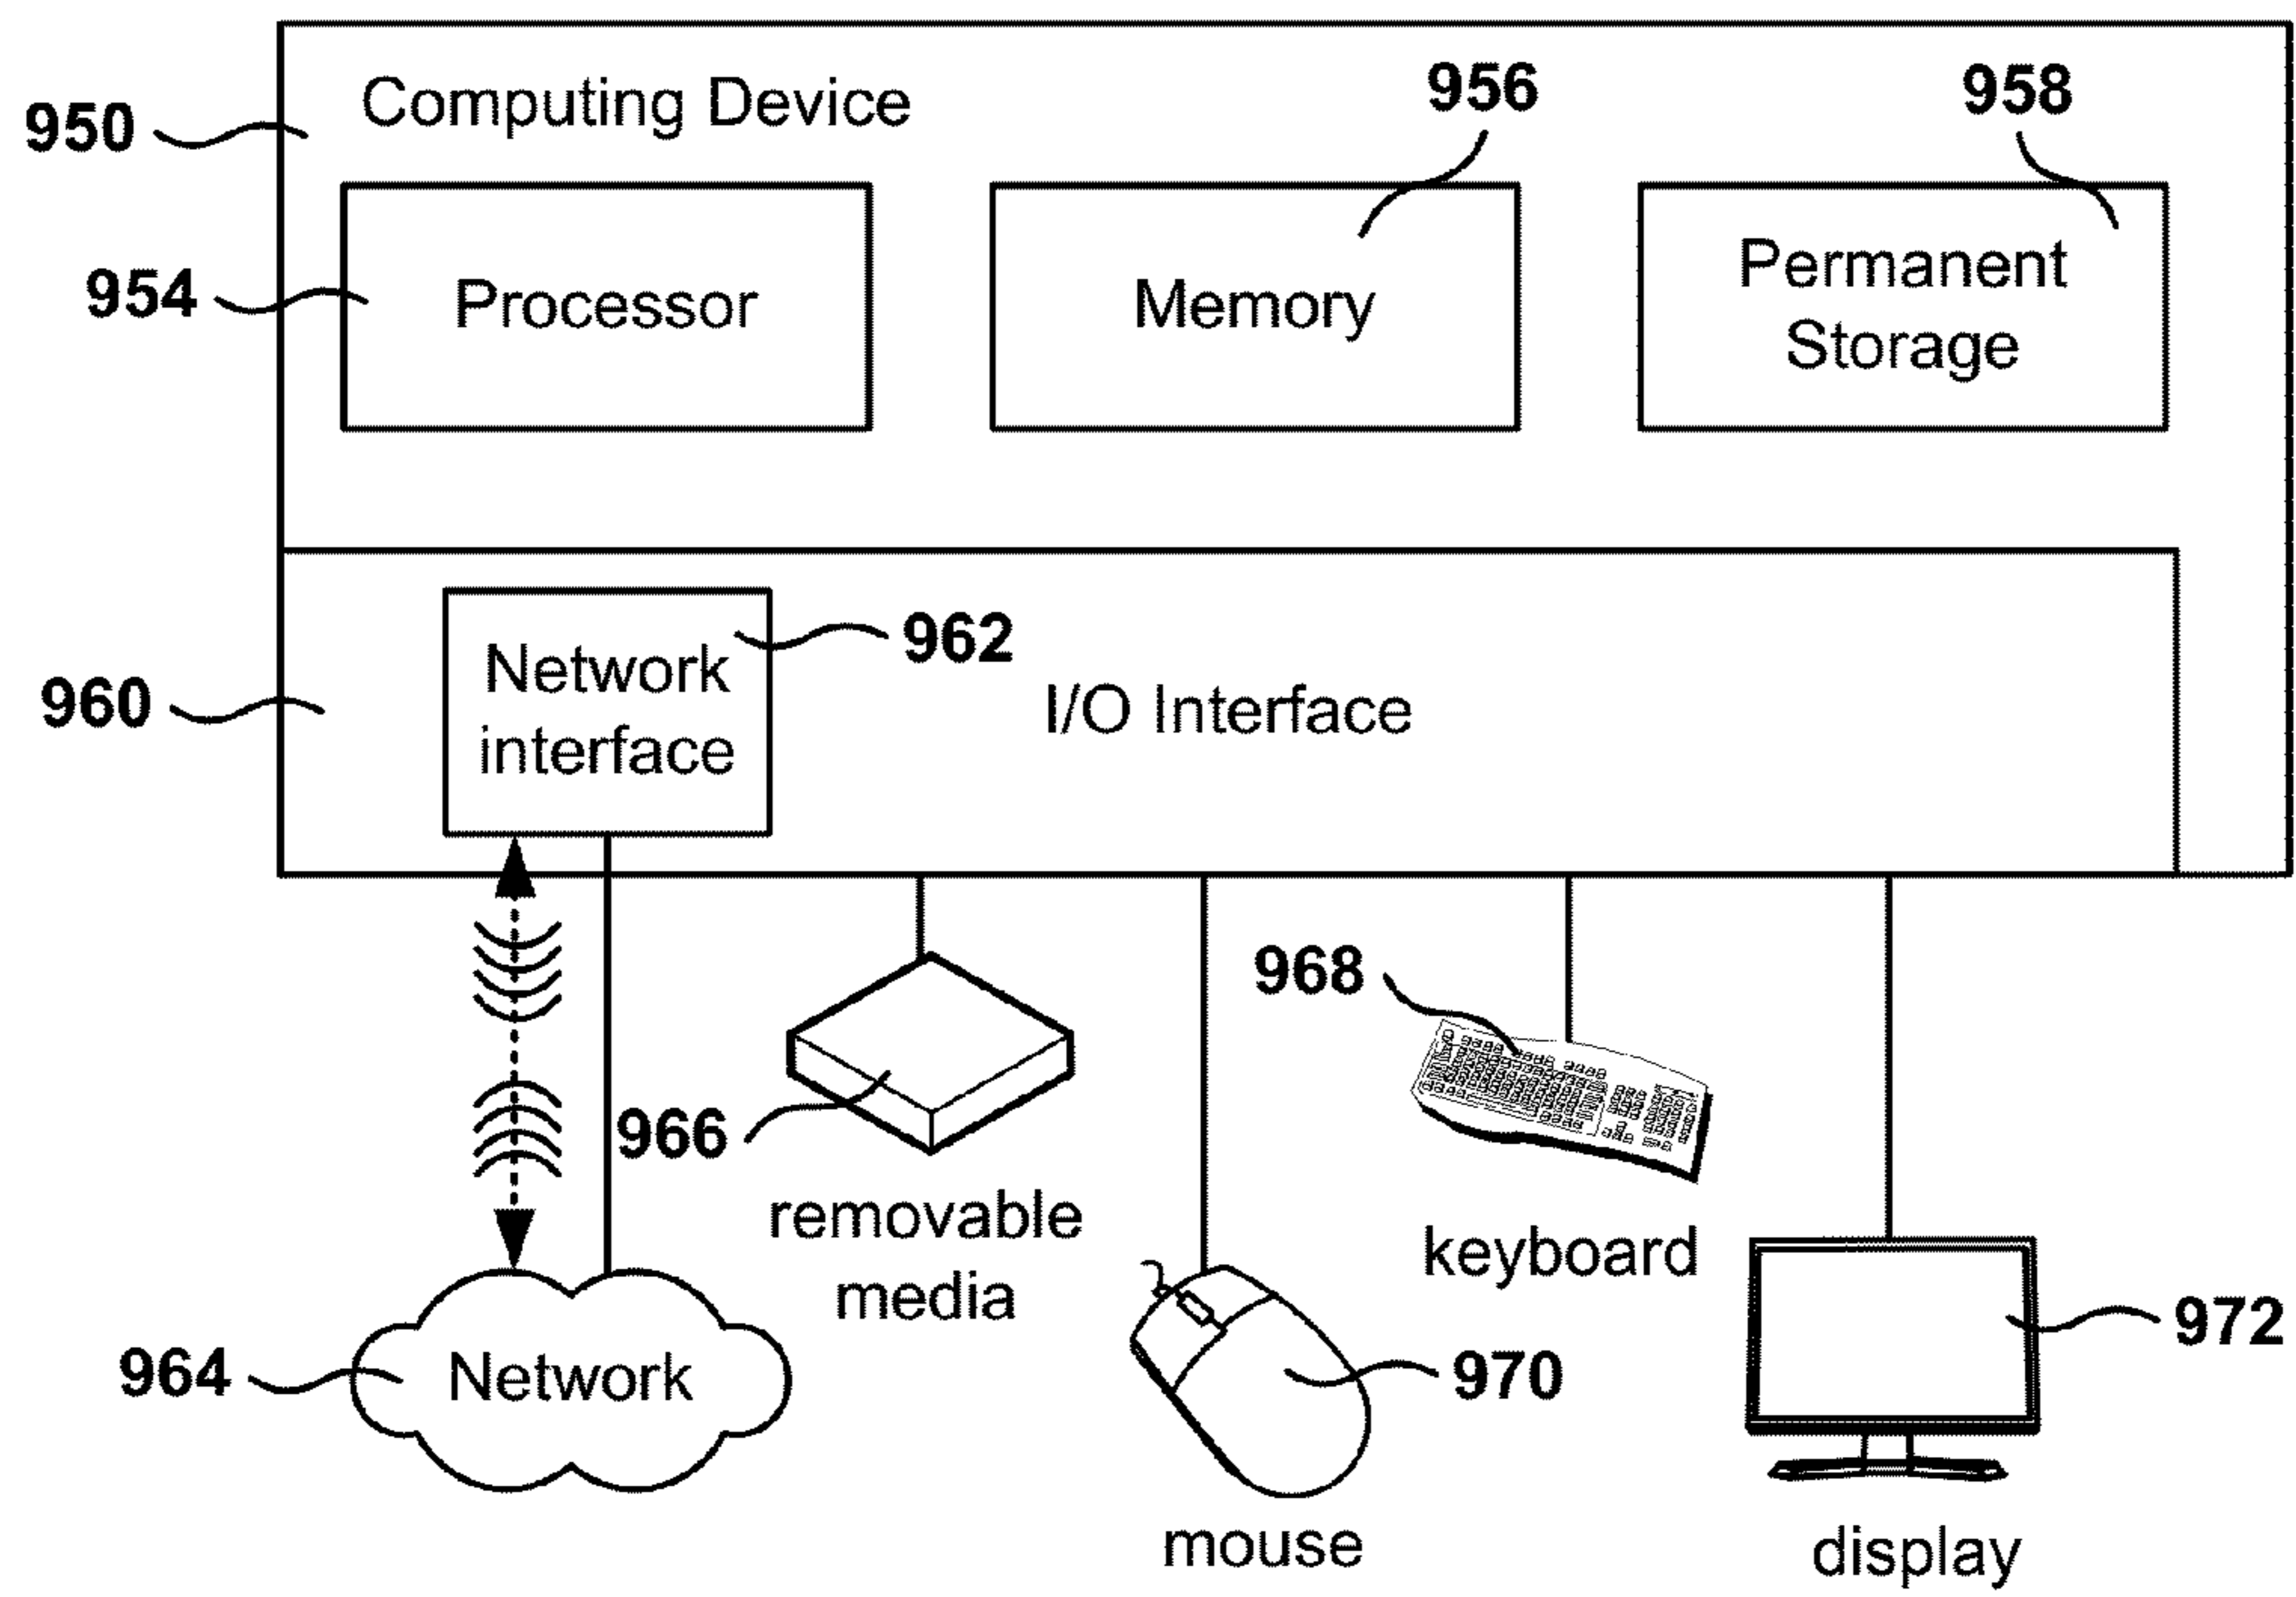 Computing Device
950
956
958
954
Processor
Memory
Permanent
Storage
960
Network
interface
962
I/O Interface
968
966
removable
media
keyboard
964
Network
970
972
mouse
display